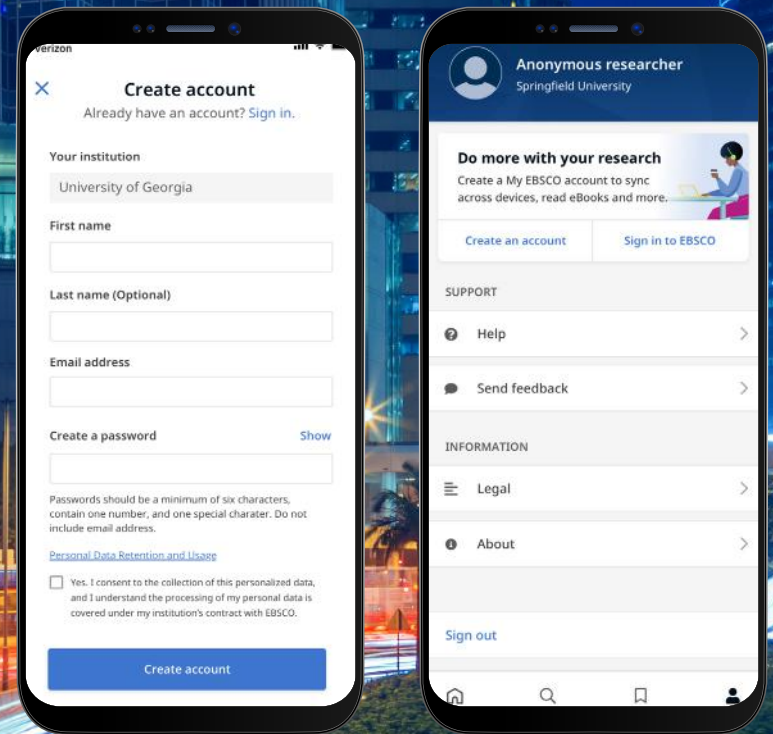 verizon
Create account
Already have an account? Sign in.
Your institution
University of Georgia
First name
Last name (Optional)
Email address
Create a password Show
Passwords should be a minimum of six characters,
contain one number, and one special charater. Do not
include email address.
Personal Data Retention and Usage
Yes. I consent to the collection of this personalized data,
and I understand the processing of my personal data is
covered under my institution's contract with EBSCO.
Create account
Anonymous researcher
Springfield University
Do more with your research
Create a My EBSCO account to sync
across devices, read eBooks and more.
Create an account Sign in to EBSCO
SUPPORT
Help
Send feedback
INFORMATION
Legal
About
Sign out